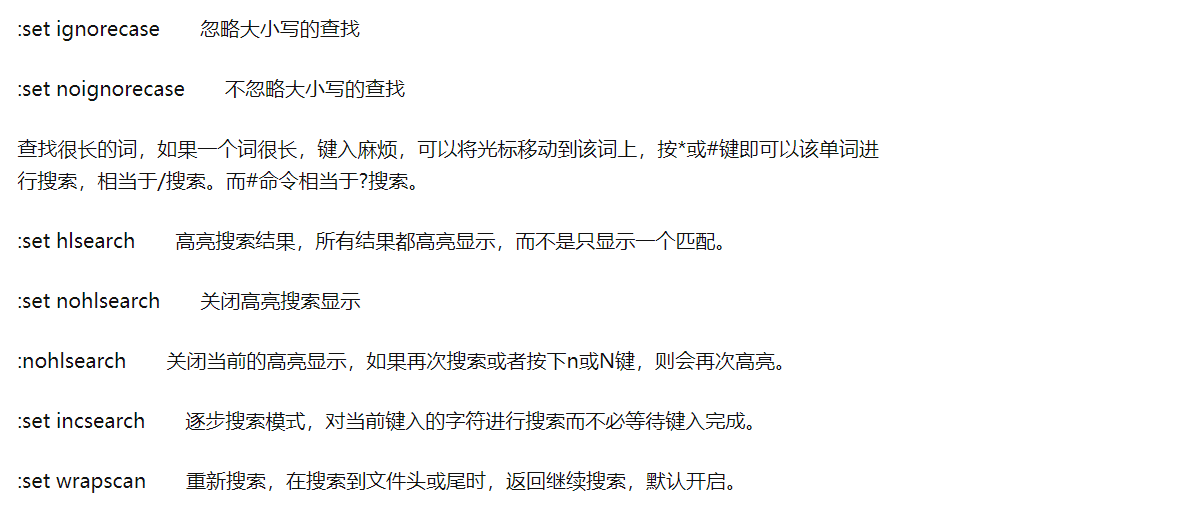 :set ignorecase　　忽略大小写的查找
:set noignorecase　　不忽略大小写的查找
查找很长的词，如果一个词很长，键入麻烦，可以将光标移动到该词上，按*或#键即可以该单词进
行搜索，相当于/搜索。而#命令相当于?搜索。
:set hlsearch　　高亮搜索结果，所有结果都高亮显示，而不是只显示一个匹配。
:set nohlsearch　　关闭高亮搜索显示
:nohlsearch　　关闭当前的高亮显示，如果再次搜索或者按下n或N键，则会再次高亮。
:set incsearch　　逐步搜索模式，对当前键入的字符进行搜索而不必等待键入完成。
:set wrapscan　　重新搜索，在搜索到文件头或尾时，返回继续搜索，默认开启。